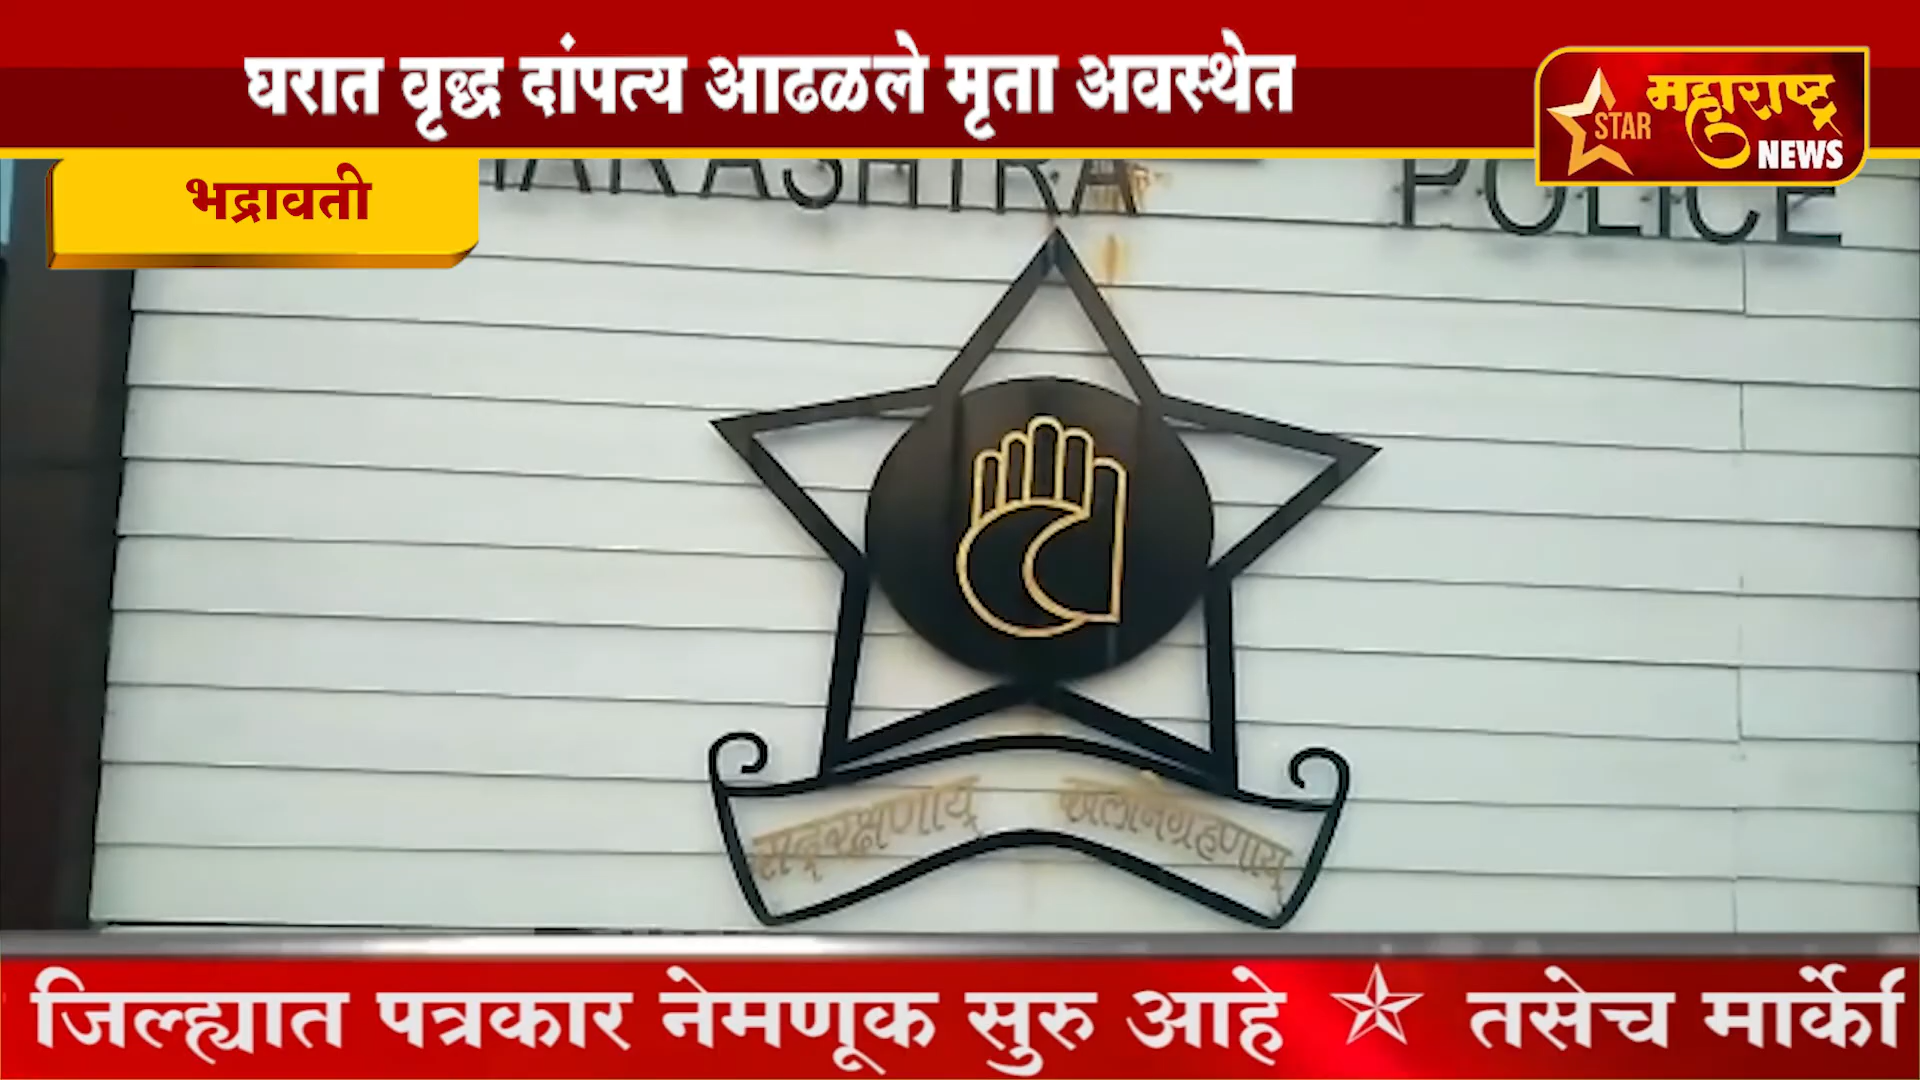 घरात वृद्ध दांपत्य आढळले मृता अवस्थेत
STAR महाराष्ट्र NEWS
भद्रावती
POLICE
सद्‌रक्षणाय् खलनिग्रहणाय्
जिल्ह्यात पत्रकार नेमणूक सुरु आहे तसेच